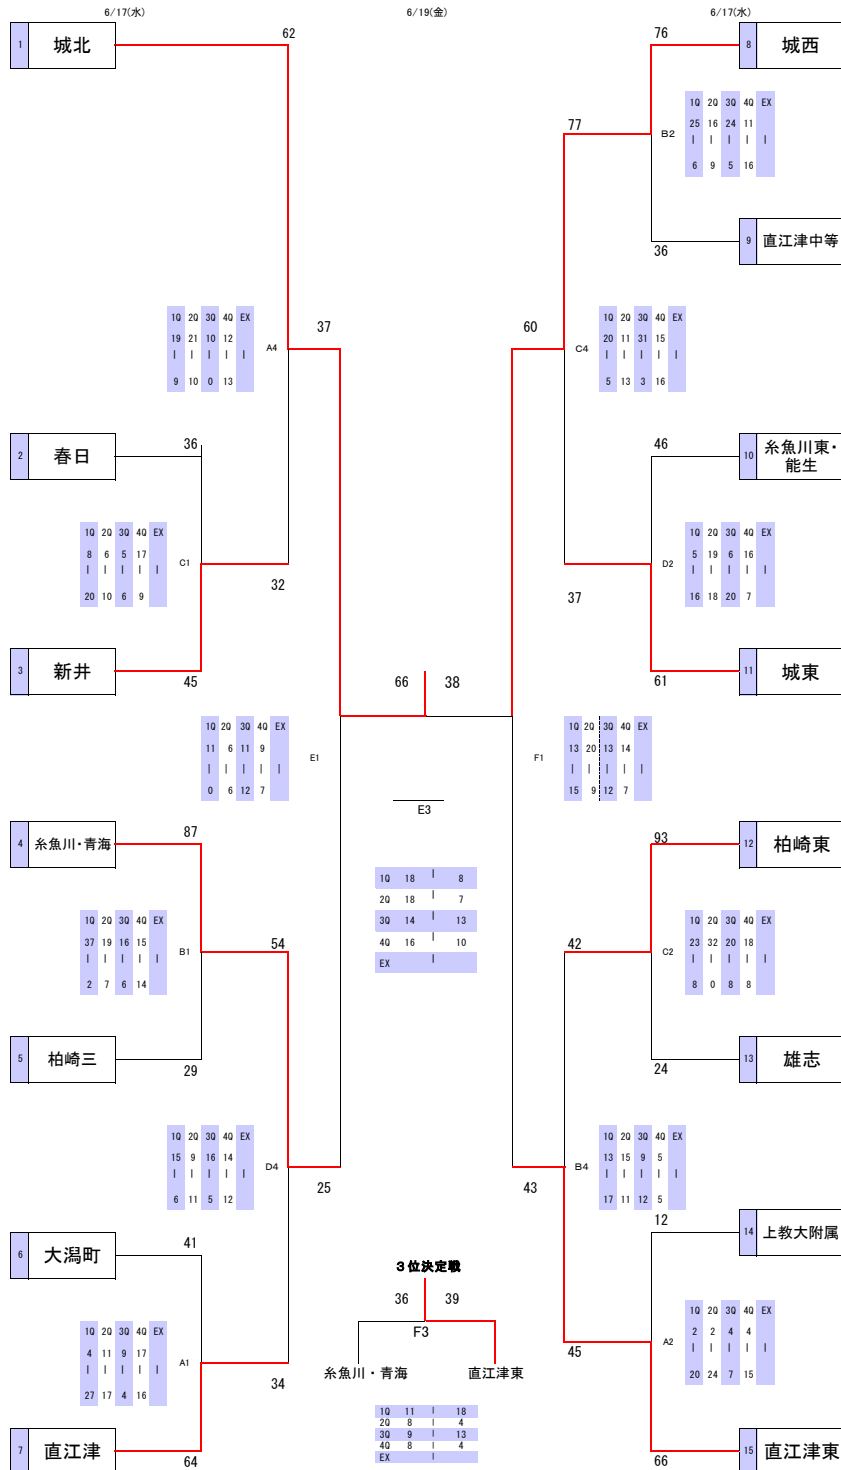 6/17(水) 6/19(金) 6/17(水)
1 城北 62 76 8 城西
1Q 2Q 3Q 4Q EX
25 16 24 11
| | | | |
6 9 5 16
B2
77
36 9 直江津中等
1Q 2Q 3Q 4Q EX
19 21 10 12
| | | | |
9 10 0 13
A4
37 60
C4
1Q 2Q 3Q 4Q EX
20 11 31 15
| | | | |
5 13 3 16
2 春日 36 46 10 糸魚川東・
能生
1Q 2Q 3Q 4Q EX
8 6 5 17
| | | | |
20 10 6 9
C1
32 37
D2
1Q 2Q 3Q 4Q EX
5 19 6 16
| | | | |
16 18 20 7
3 新井 45 61 11 城東
66 38
1Q 2Q 3Q 4Q EX
11 6 11 9
| | | | |
0 6 12 7
E1
F1
1Q 2Q 3Q 4Q EX
13 20 13 14
| | | | |
15 9 12 7
E3
4 糸魚川・青海 87 93 12 柏崎東
1Q 18 | 8
2Q 18 | 7
3Q 14 | 13
4Q 16 | 10
EX |
1Q 2Q 3Q 4Q EX
37 19 16 15
| | | | |
2 7 6 14
B1
54 42
C2
1Q 2Q 3Q 4Q EX
23 32 20 18
| | | | |
8 0 8 8
5 柏崎三 29 24 13 雄志
1Q 2Q 3Q 4Q EX
15 9 16 14
| | | | |
6 11 5 12
D4
25 43
B4
1Q 2Q 3Q 4Q EX
13 15 9 5
| | | | |
17 11 12 5
6 大潟町 41 12 14 上教大附属
3位決定戦
36 39
F3
糸魚川・青海 直江津東
1Q 2Q 3Q 4Q EX
4 11 9 17
| | | | |
27 17 4 16
A1
34 45
A2
1Q 2Q 3Q 4Q EX
2 2 4 4
| | | | |
20 24 7 15
1Q 11 | 18
2Q 8 | 4
3Q 9 | 13
4Q 8 | 4
EX |
7 直江津 64 66 15 直江津東